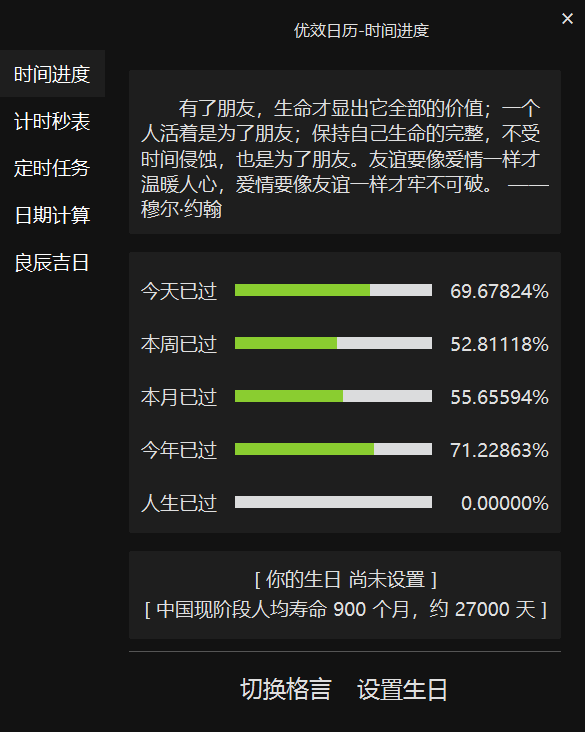 优效日历-时间进度
×
时间进度
计时秒表
定时任务
日期计算
良辰吉日
有了朋友，生命才显出它全部的价值；一个
人活着是为了朋友；保持自己生命的完整，不受
时间侵蚀，也是为了朋友。友谊要像爱情一样才
温暖人心，爱情要像友谊一样才牢不可破。 ——
穆尔·约翰
今天已过 69.67824%
本周已过 52.81118%
本月已过 55.65594%
今年已过 71.22863%
人生已过 0.00000%
[ 你的生日 尚未设置 ]
[ 中国现阶段人均寿命 900 个月，约 27000 天 ]
切换格言 设置生日